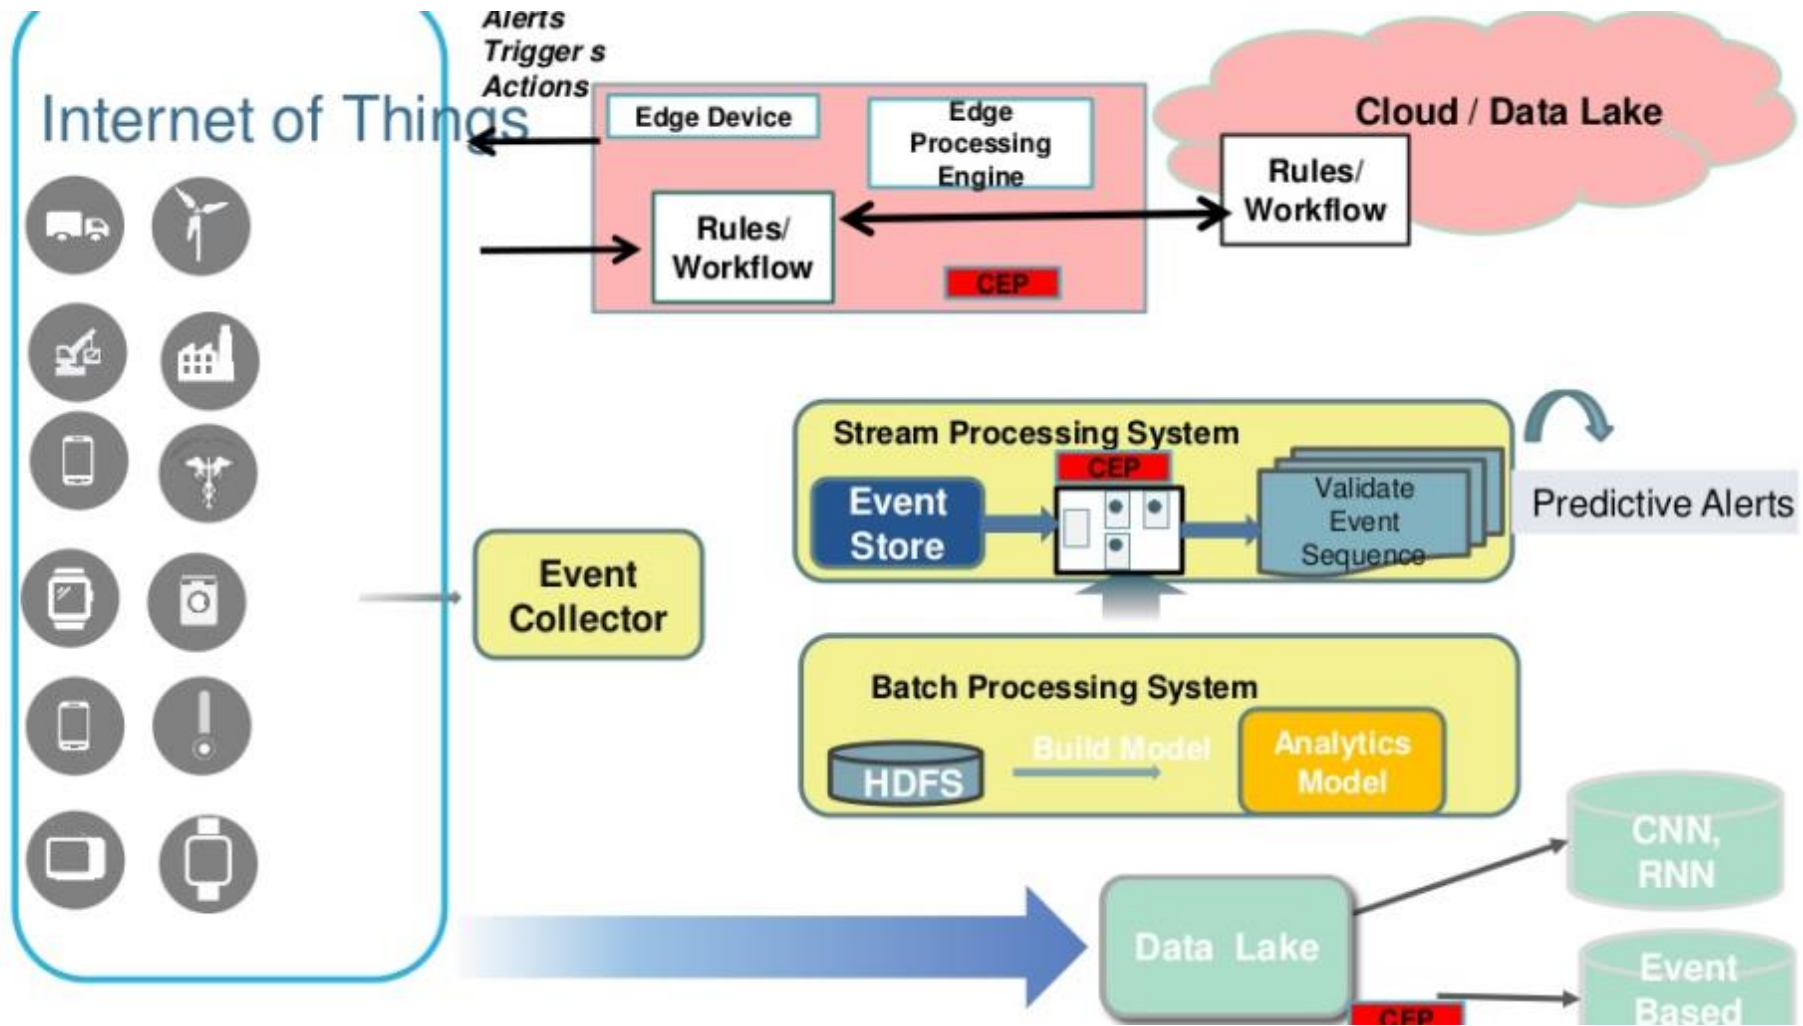 Alerts
Trigger s
Actions
Internet of Things
Edge Device
Edge
Processing
Engine
Cloud / Data Lake
Rules/
Workflow
Rules/
Workflow
CEP
Stream Processing System
CEP
Event
Store
Validate
Event
Sequence
Predictive Alerts
Event
Collector
Batch Processing System
HDFS
Build Model
Analytics
Model
CNN,
RNN
Data Lake
CEP
Event
Based